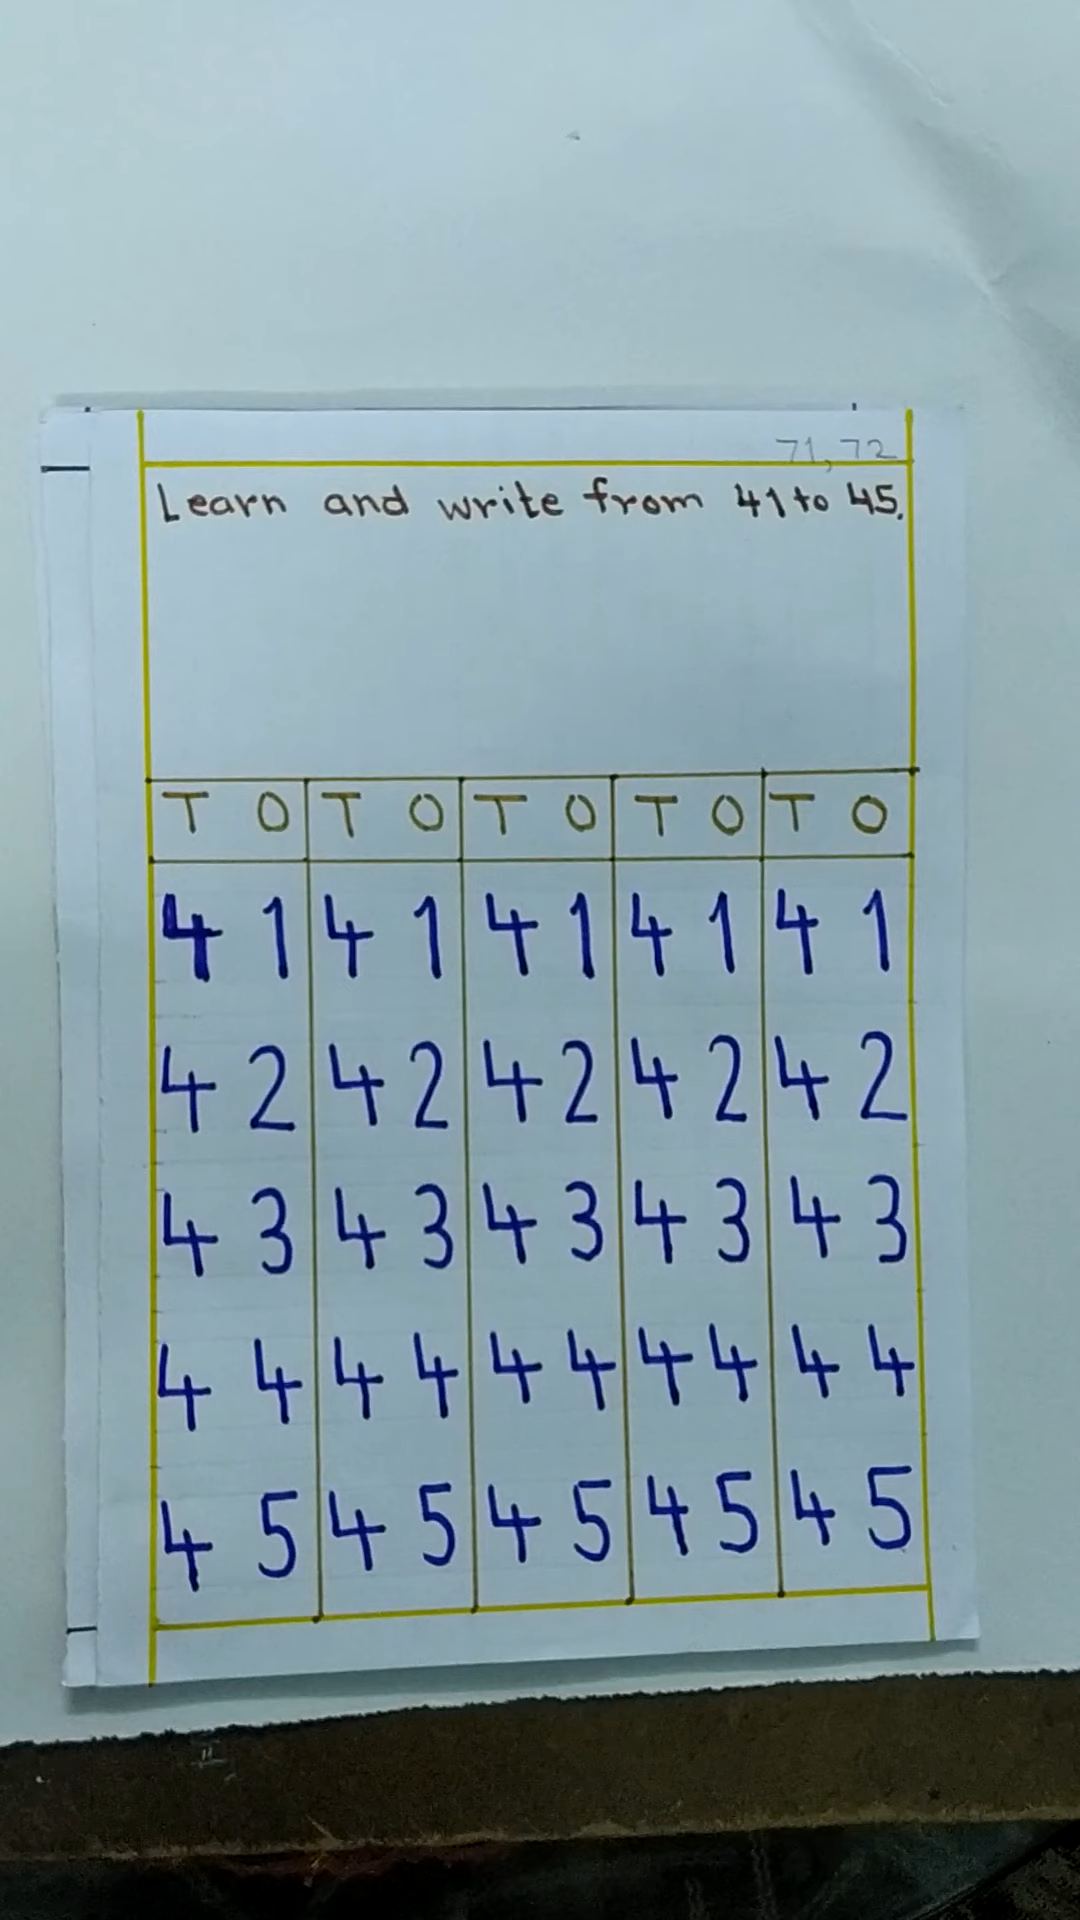 71, 72
Learn and write from 41 to 45.
T O T O T O T O T O
4 1 4 1 4 1 4 1 4 1
4 2 4 2 4 2 4 2 4 2
4 3 4 3 4 3 4 3 4 3
4 4 4 4 4 4 4 4 4 4
4 5 4 5 4 5 4 5 4 5